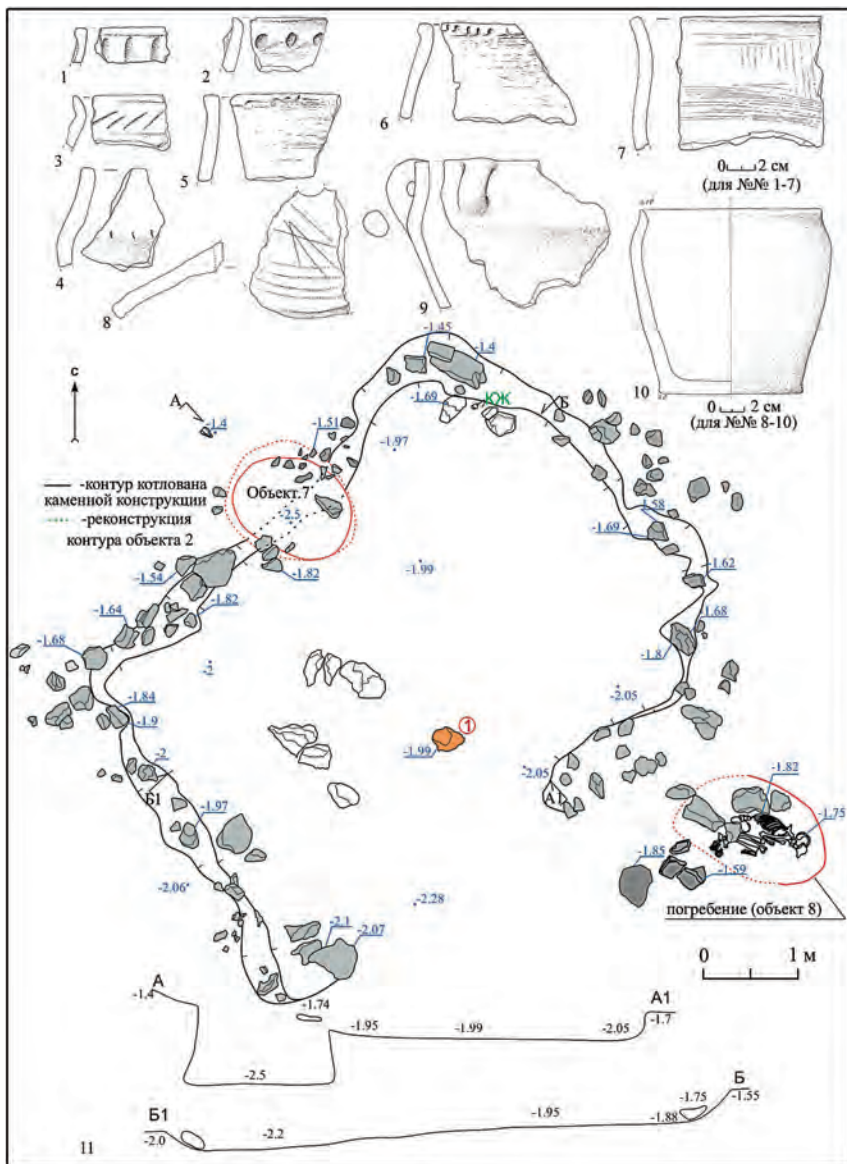 1
2
6
7
3
5
0 2 см
(для №№ 1-7)
4
8
9
10
0 2 см
(для №№ 8-10)
с
А
-1.4
-1.45
-1.4
-1.69
ЮЖ
Б
-1.51
-1.97
Объект.7
-2.5
-контур котлована
каменной конструкции
-реконструкция
контура объекта 2
-1.58
-1.69
-1.54
-1.82
-1.99
-1.62
-1.64
-1.82
-1.68
-1.68
-1.8
-2
-1.84
-1.9
-2.05
1
-1.99
-2
Б1
-2.05
А1
-1.82
-1.75
-1.97
-1.85
-1.59
-2.06
-2.28
погребение (объект 8)
-2.1
-2.07
0 1 м
А
-1.4
-1.74
А1
-1.95
-1.99
-2.05
-1.7
-2.5
Б1
-2.0
-2.2
-1.95
-1.88
-1.75
Б
-1.55
11